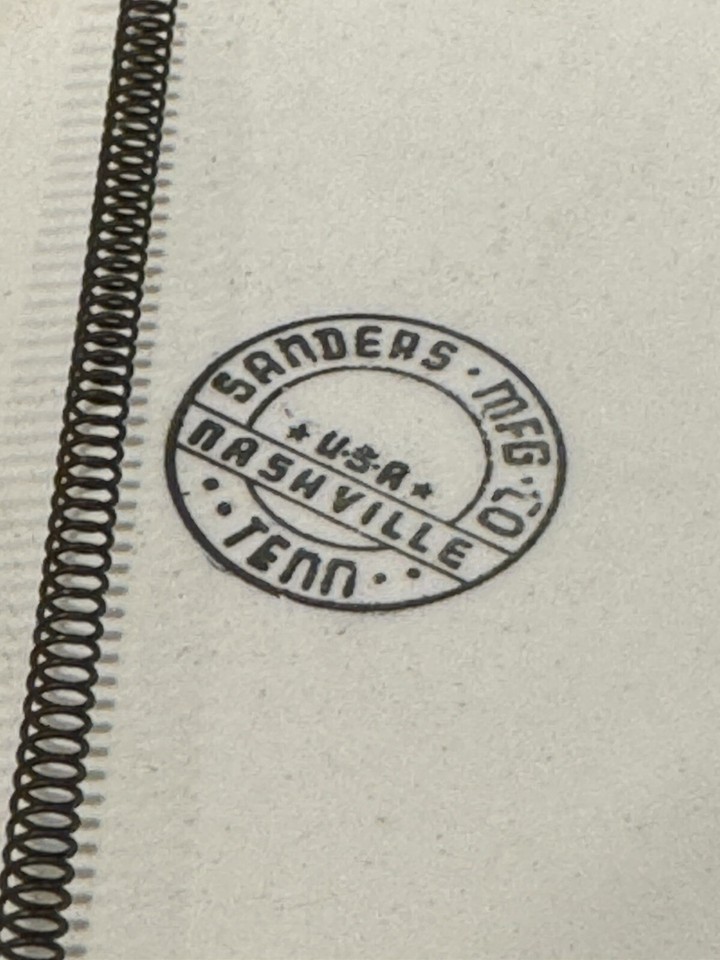 SANDERS · MFG · CO
★ U·S·A ★
NASHVILLE
TENN